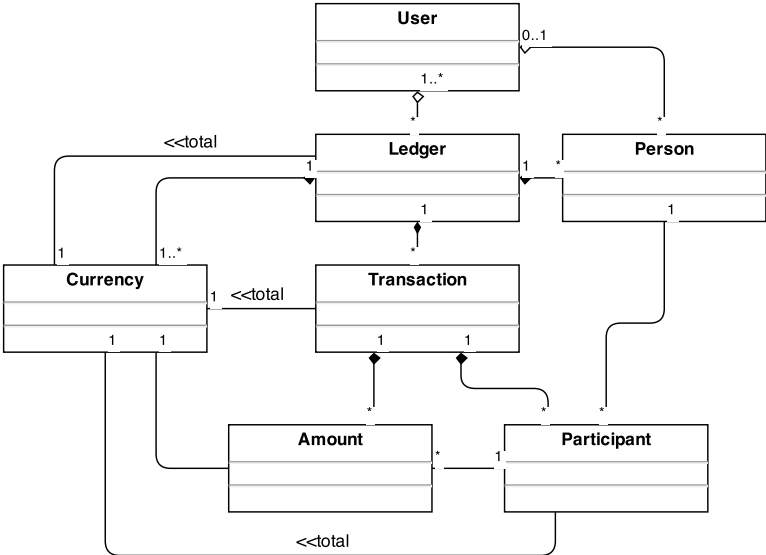 User
0..1
1..*
*
*
<<total
Ledger
Person
1
1
*
1
1
1
1..*
*
Currency
Transaction
1
<<total
1
1
1
1
*
*
*
Amount
Participant
*
1
<<total